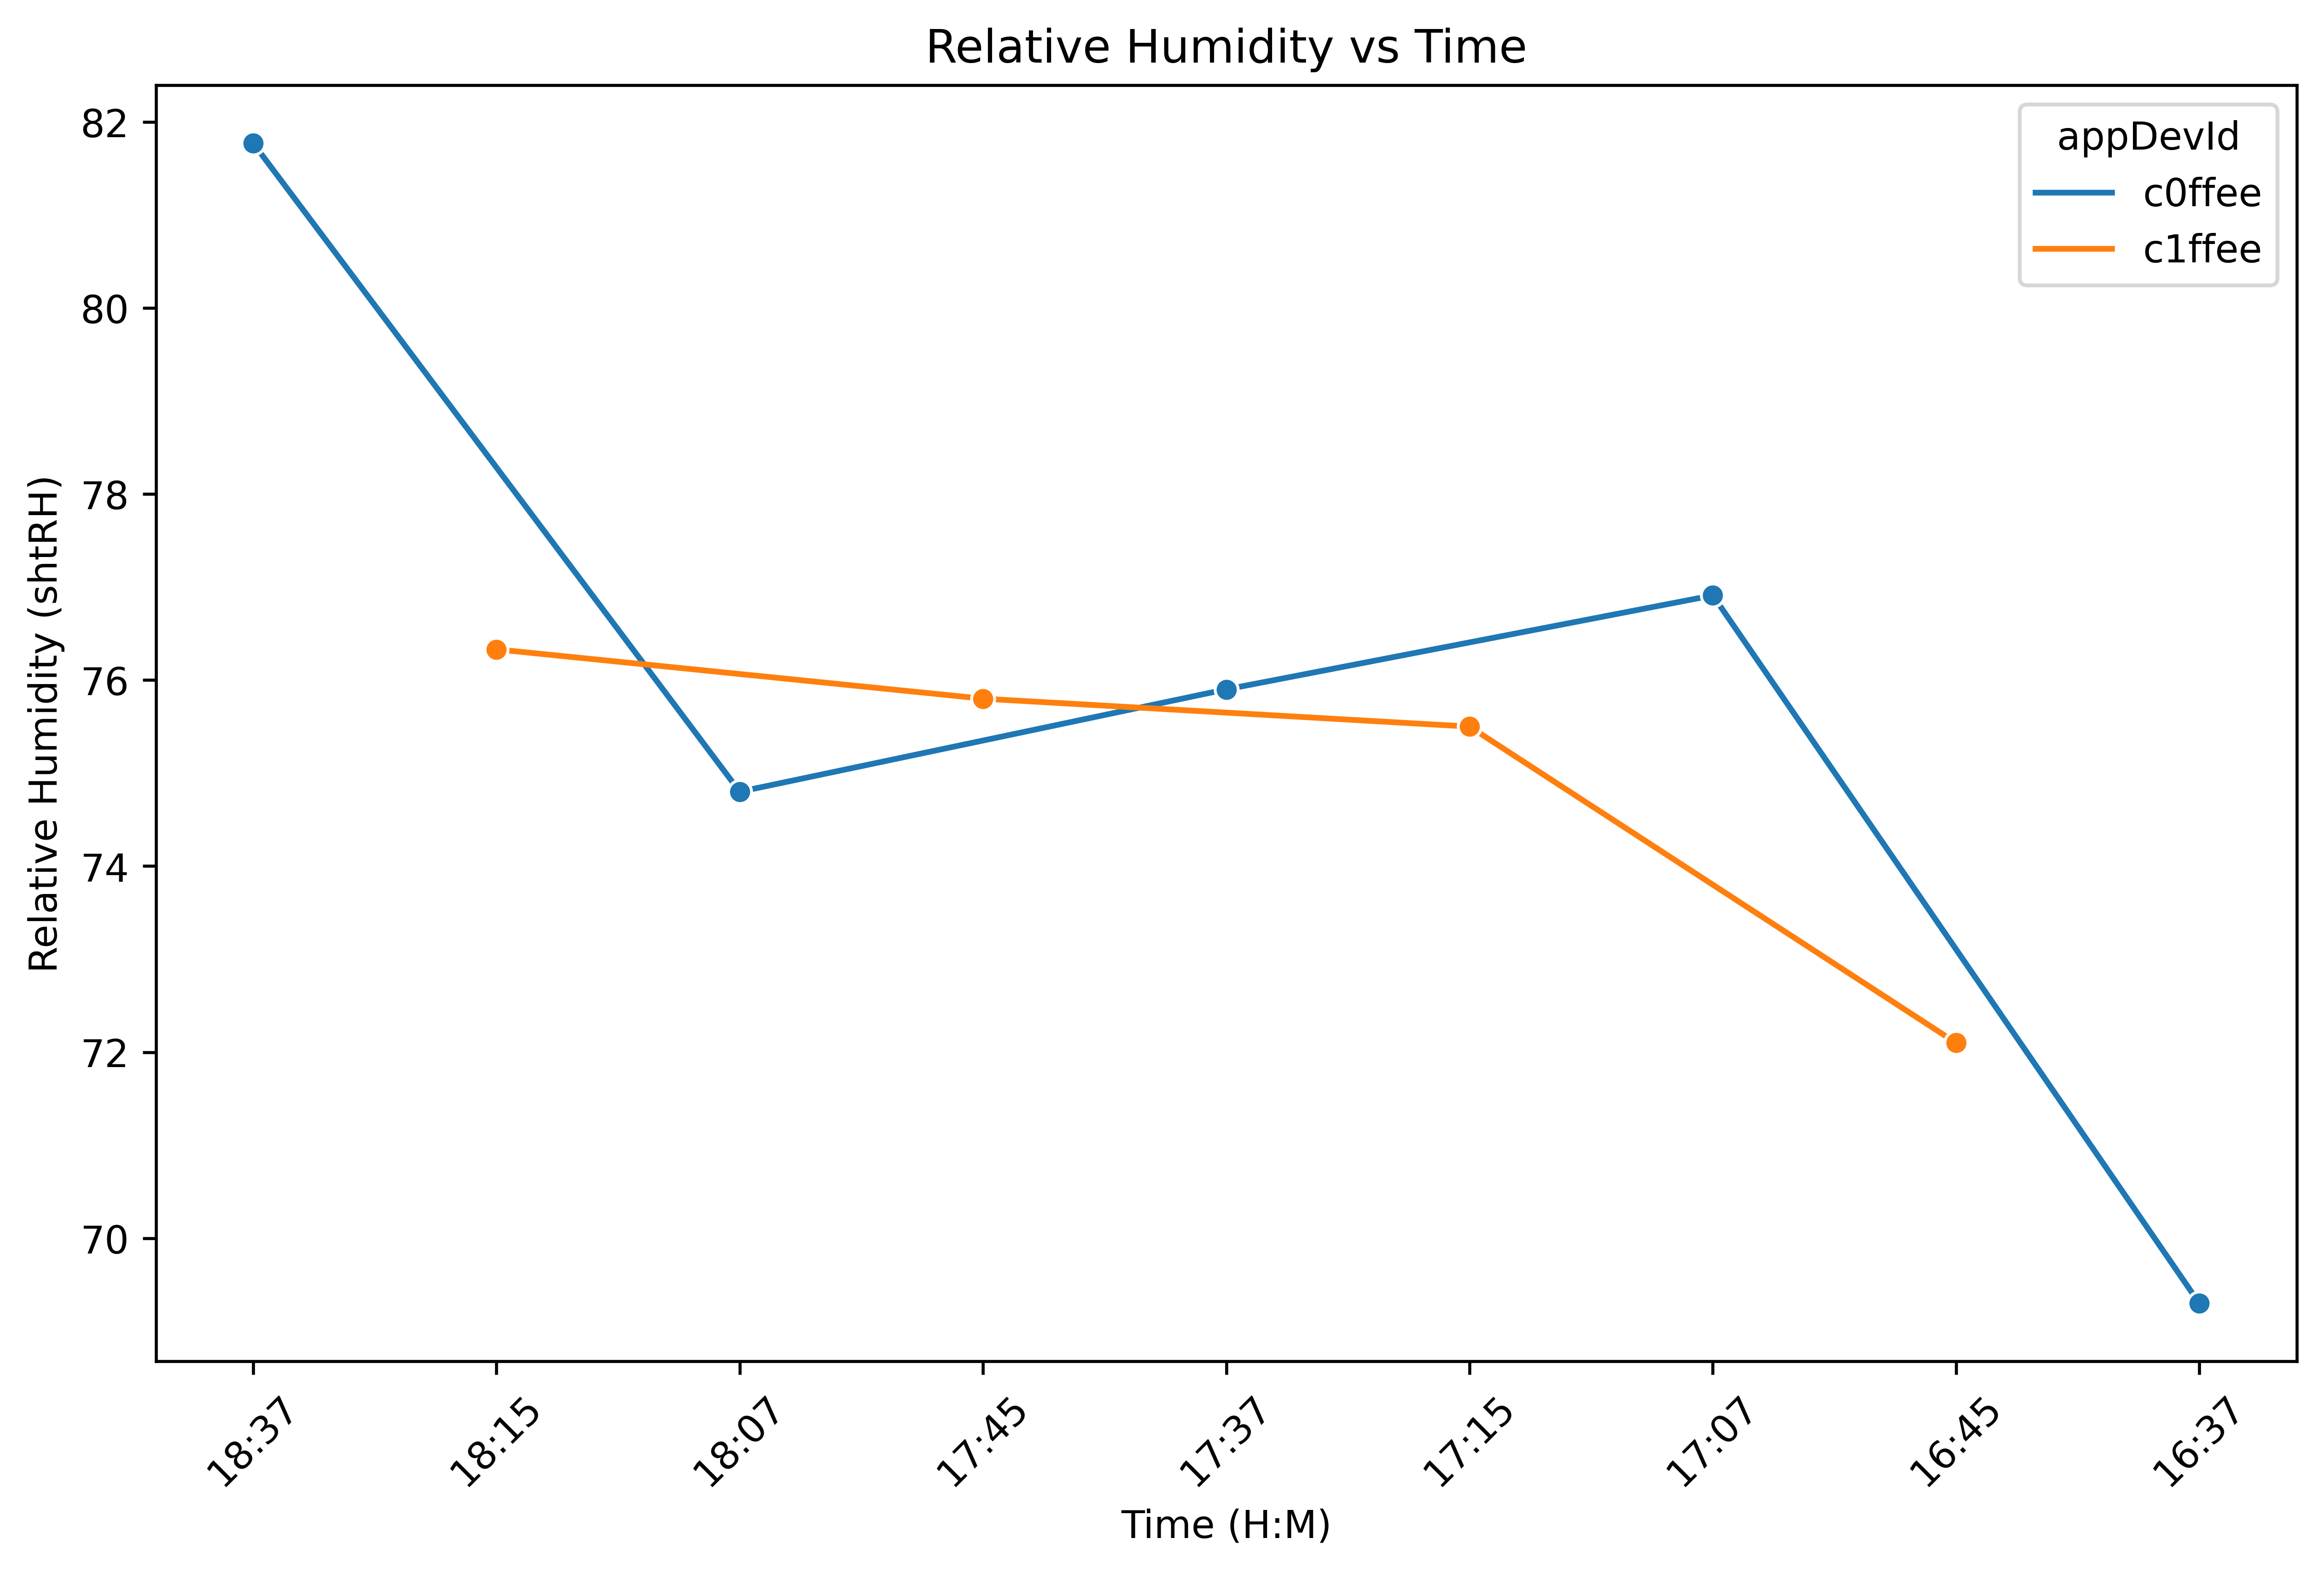 Relative Humidity vs Time
appDevId
c0ffee
c1ffee
Relative Humidity (shtRH)
82
80
78
76
74
72
70
18:37
18:15
18:07
17:45
17:37
17:15
17:07
16:45
16:37
Time (H:M)